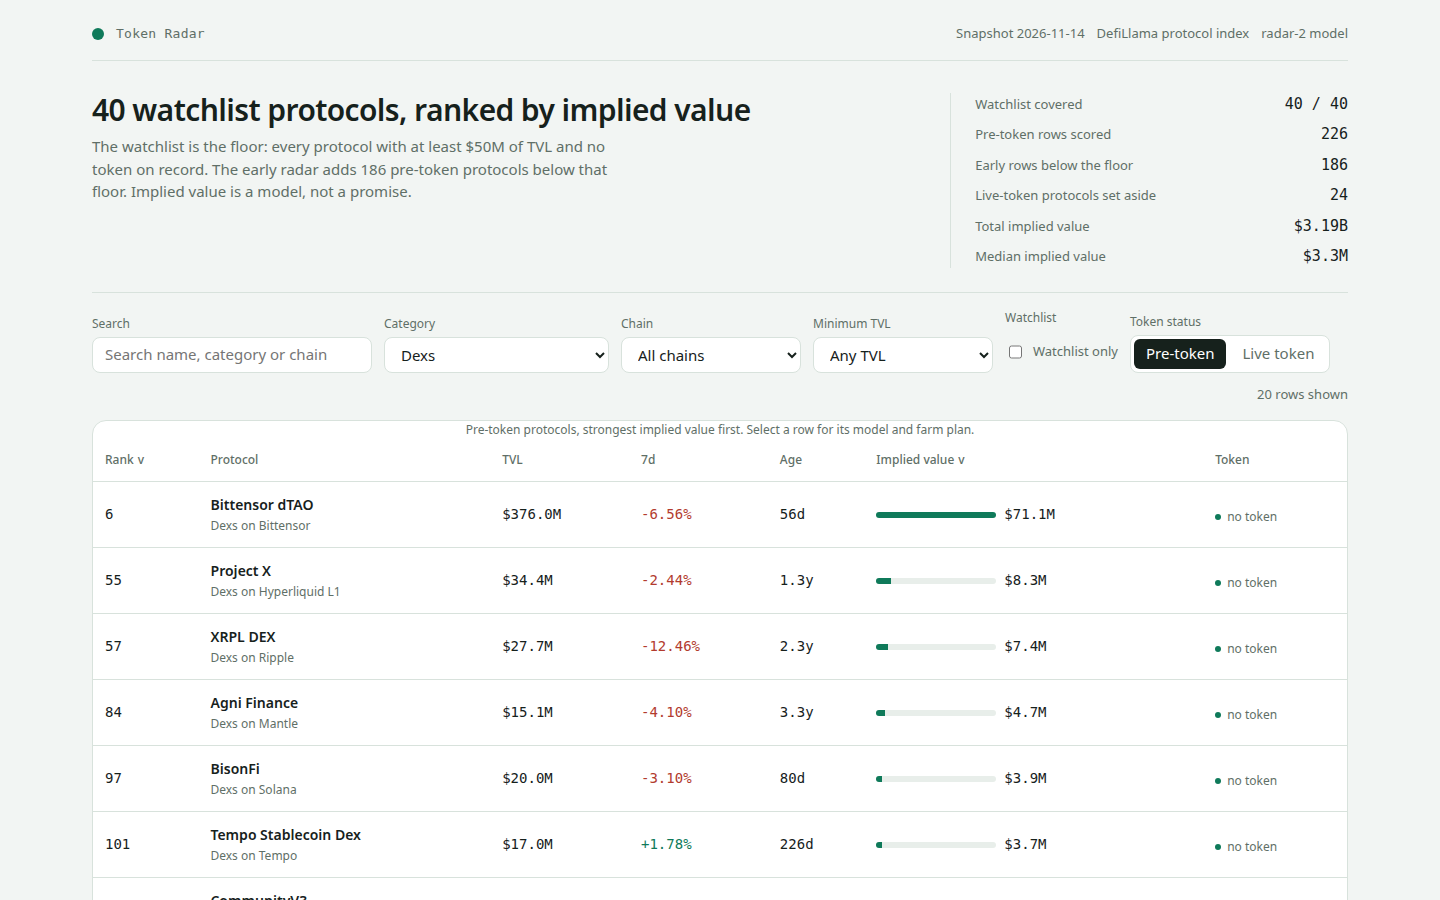 Token Radar
Snapshot 2026-11-14 DefiLlama protocol index radar-2 model
40 watchlist protocols, ranked by implied value
The watchlist is the floor: every protocol with at least $50M of TVL and no
token on record. The early radar adds 186 pre-token protocols below that
floor. Implied value is a model, not a promise.
Watchlist covered 40 / 40
Pre-token rows scored 226
Early rows below the floor 186
Live-token protocols set aside 24
Total implied value $3.19B
Median implied value $3.3M
Search Category Chain Minimum TVL Watchlist Token status
Search name, category or chain Dexs All chains Any TVL Watchlist only Pre-token Live token
20 rows shown
Pre-token protocols, strongest implied value first. Select a row for its model and farm plan.
Rank v Protocol TVL 7d Age Implied value v Token
6 Bittensor dTAO $376.0M -6.56% 56d $71.1M no token
Dexs on Bittensor
55 Project X $34.4M -2.44% 1.3y $8.3M no token
Dexs on Hyperliquid L1
57 XRPL DEX $27.7M -12.46% 2.3y $7.4M no token
Dexs on Ripple
84 Agni Finance $15.1M -4.10% 3.3y $4.7M no token
Dexs on Mantle
97 BisonFi $20.0M -3.10% 80d $3.9M no token
Dexs on Solana
101 Tempo Stablecoin Dex $17.0M +1.78% 226d $3.7M no token
Dexs on Tempo